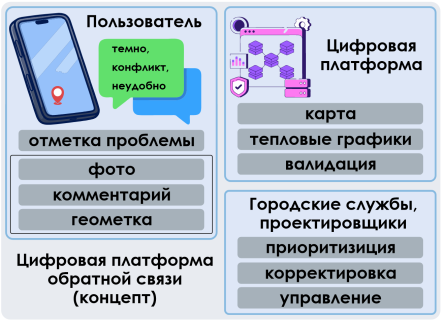 Пользователь
темно,
конфликт,
неудобно
отметка проблемы
фото
комментарий
геометка
Цифровая платформа
обратной связи
(концепт)
Цифровая
платформа
карта
тепловые графики
валидация
Городские службы,
проектировщики
приоритизиция
корректировка
управление